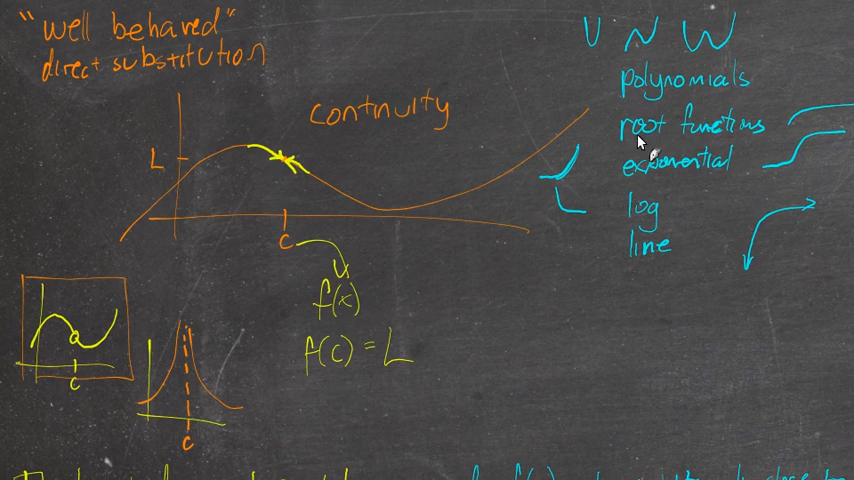 "well behaved"
direct substitution
continuity
L
c
f(x)
f(c) = L
c
c
polynomials
root functions
exponential
log
line